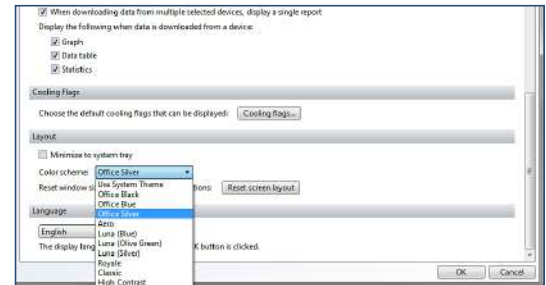 When downloading data from multiple selected devices, display a single report
Display the following when data is downloaded from a device:
Graph
Data table
Statistics
Cooling Flags
Choose the default cooling flags that can be displayed: Cooling flags...
Layout
Minimize to system tray
Color scheme: Office Silver
Use System Theme
Reset window si tions: Reset screen layout
Office Black
Office Blue
Office Silver
Language
Aero
English
Luna (Blue)
Luna (Olive Green)
The display lang K button is clicked.
Luna (Silver)
Royale
Classic
High Contrast
OK Cancel